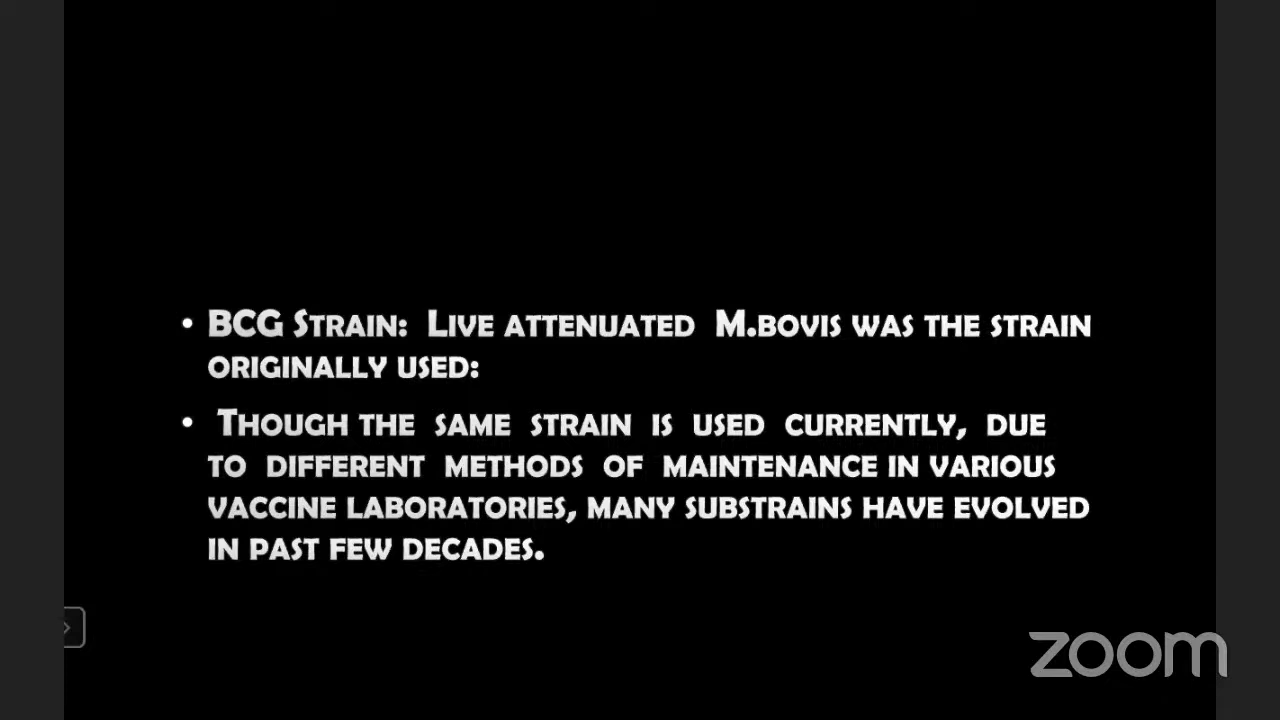 • BCG Strain: Live attenuated M.bovis was the strain
originally used:
• Though the same strain is used currently, due
to different methods of maintenance in various
vaccine laboratories, many substrains have evolved
in past few decades.
zoom